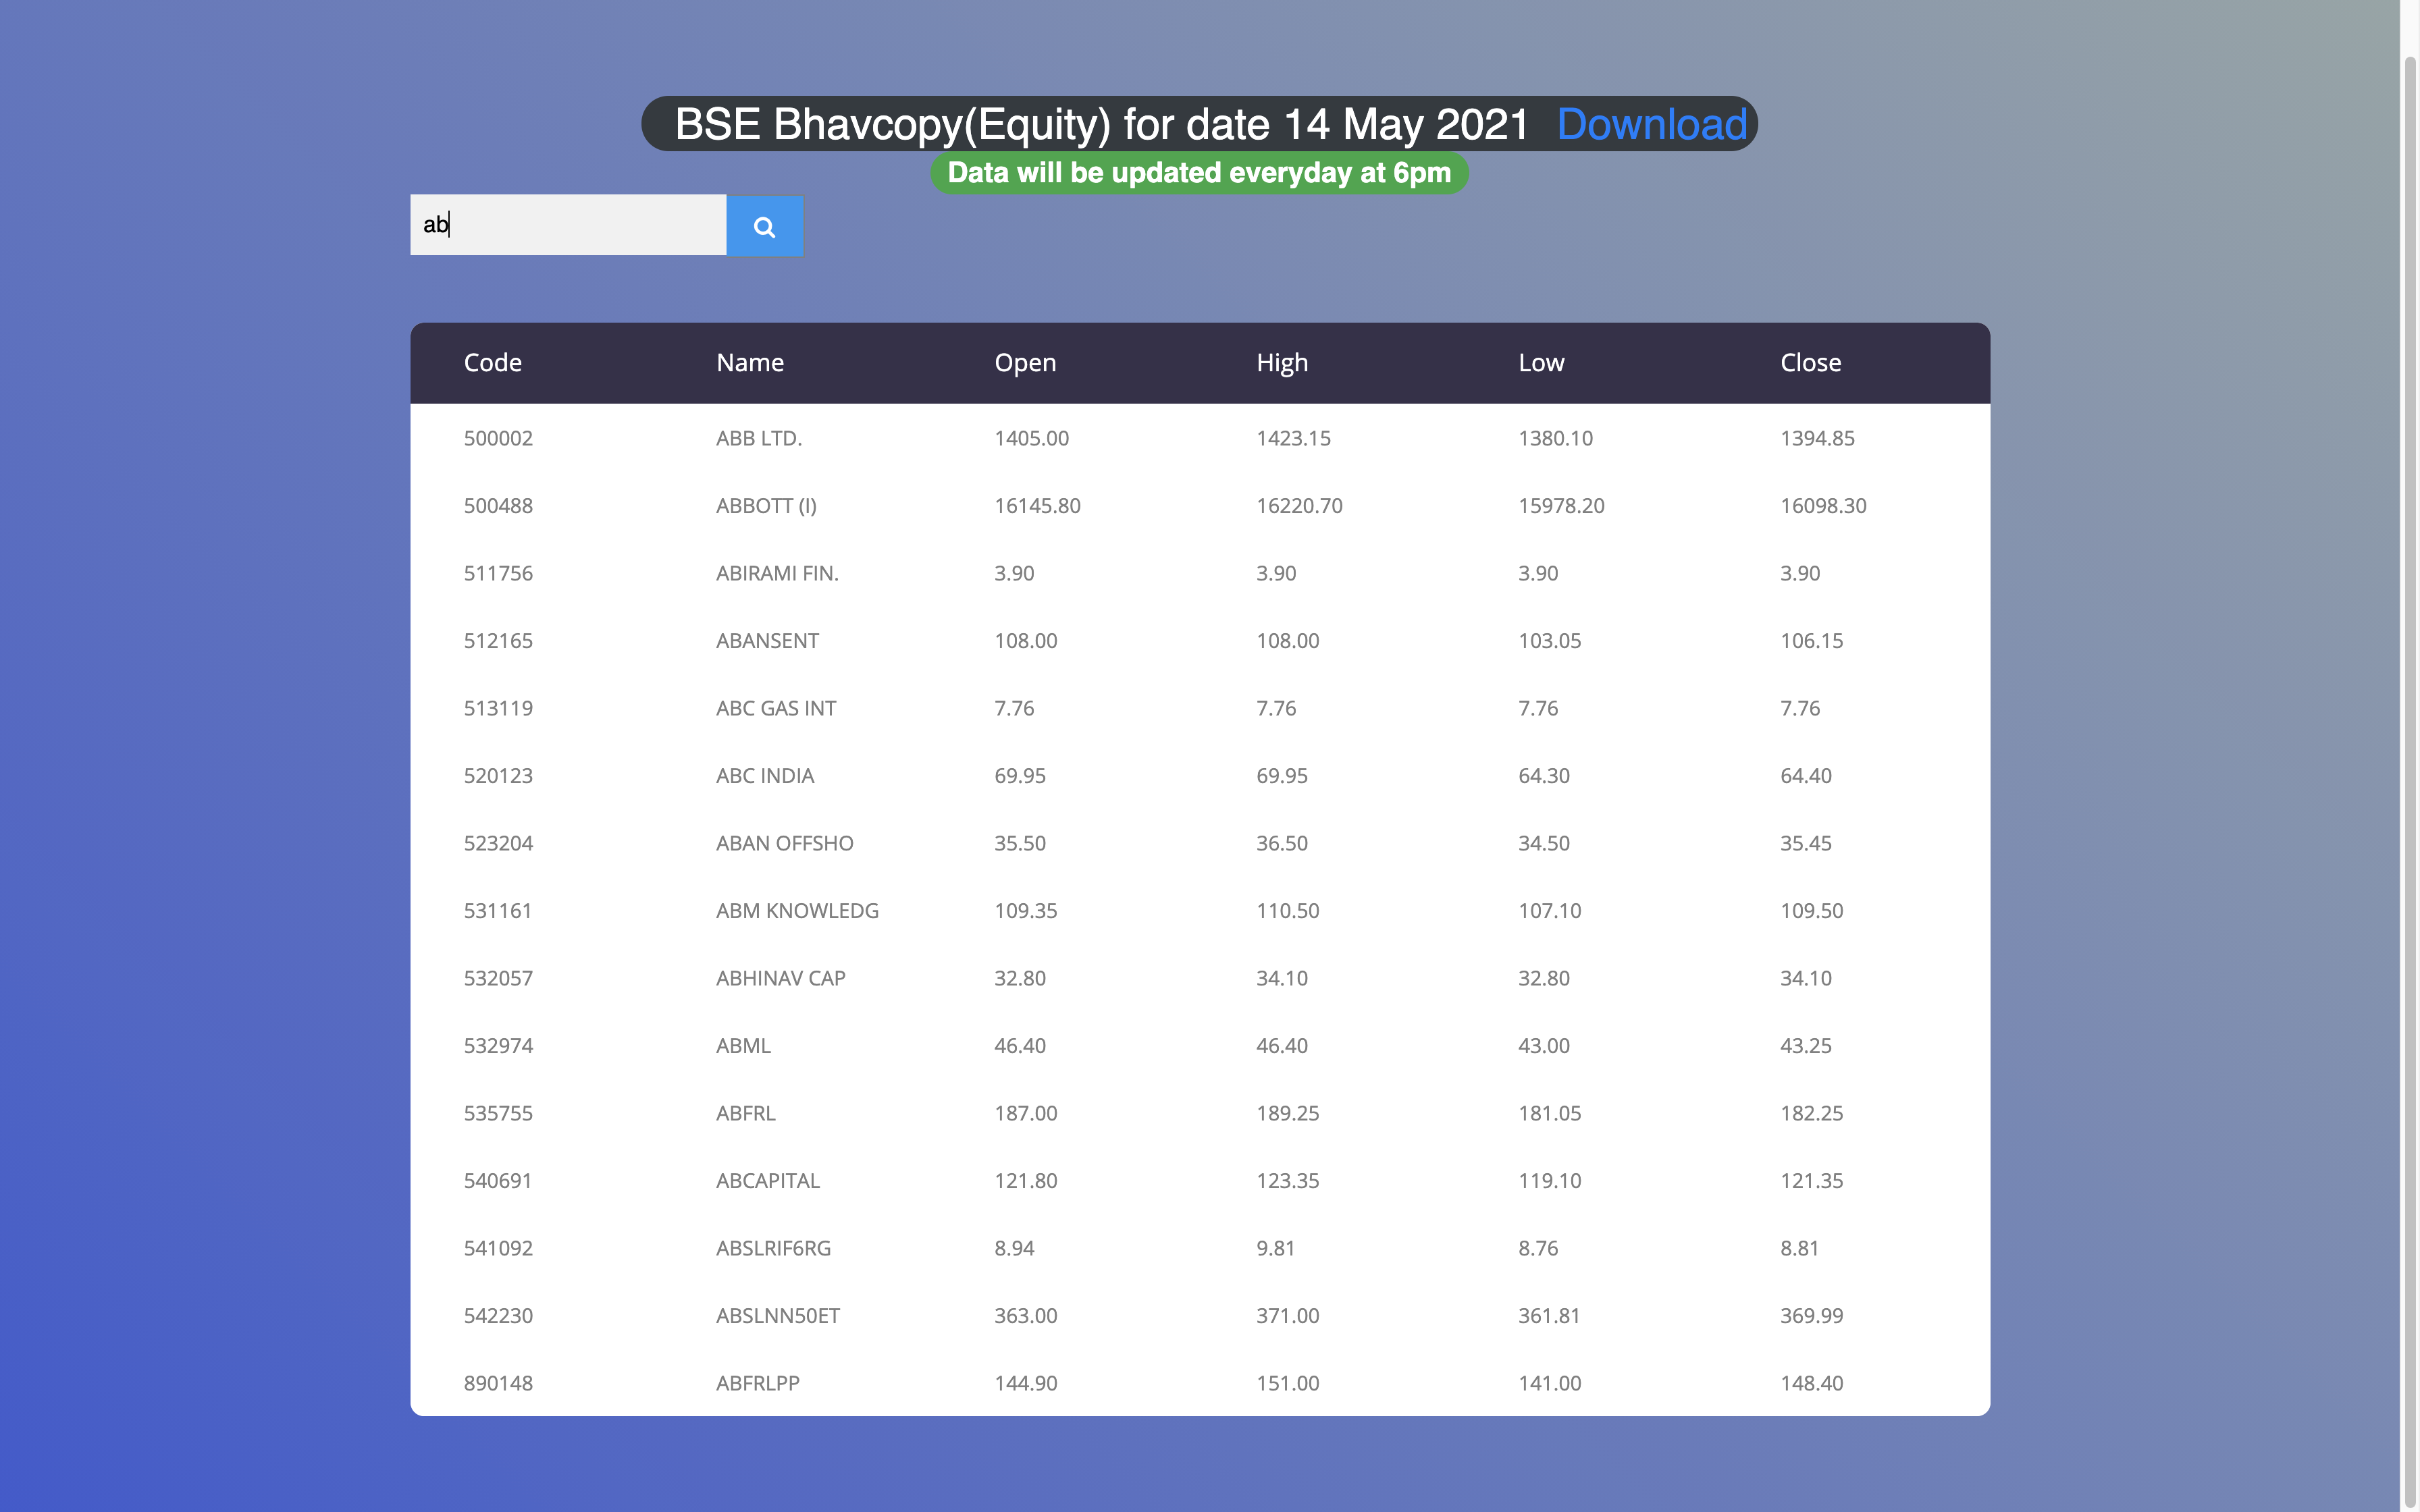 BSE Bhavcopy(Equity) for date 14 May 2021 Download
Data will be updated everyday at 6pm
ab
Code Name Open High Low Close
500002 ABB LTD. 1405.00 1423.15 1380.10 1394.85
500488 ABBOTT (I) 16145.80 16220.70 15978.20 16098.30
511756 ABIRAMI FIN. 3.90 3.90 3.90 3.90
512165 ABANSENT 108.00 108.00 103.05 106.15
513119 ABC GAS INT 7.76 7.76 7.76 7.76
520123 ABC INDIA 69.95 69.95 64.30 64.40
523204 ABAN OFFSHO 35.50 36.50 34.50 35.45
531161 ABM KNOWLEDG 109.35 110.50 107.10 109.50
532057 ABHINAV CAP 32.80 34.10 32.80 34.10
532974 ABML 46.40 46.40 43.00 43.25
535755 ABFRL 187.00 189.25 181.05 182.25
540691 ABCAPITAL 121.80 123.35 119.10 121.35
541092 ABSLRIF6RG 8.94 9.81 8.76 8.81
542230 ABSLNN50ET 363.00 371.00 361.81 369.99
890148 ABFRLPP 144.90 151.00 141.00 148.40